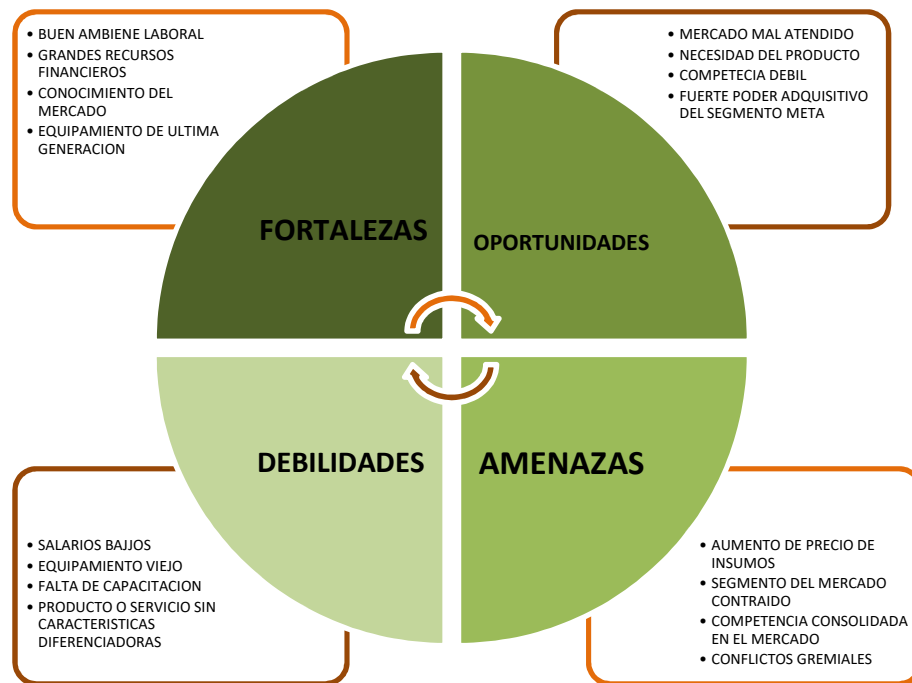 • BUEN AMBIENE LABORAL
• GRANDES RECURSOS
FINANCIEROS
• CONOCIMIENTO DEL
MERCADO
• EQUIPAMIENTO DE ULTIMA
GENERACION
• MERCADO MAL ATENDIDO
• NECESIDAD DEL PRODUCTO
• COMPETECIA DEBIL
• FUERTE PODER ADQUISITIVO
DEL SEGMENTO META
FORTALEZAS
OPORTUNIDADES
DEBILIDADES
AMENAZAS
• SALARIOS BAJJOS
• EQUIPAMIENTO VIEJO
• FALTA DE CAPACITACION
• PRODUCTO O SERVICIO SIN
CARACTERISTICAS
DIFERENCIADORAS
• AUMENTO DE PRECIO DE
INSUMOS
• SEGMENTO DEL MERCADO
CONTRAIDO
• COMPETENCIA CONSOLIDADA
EN EL MERCADO
• CONFLICTOS GREMIALES